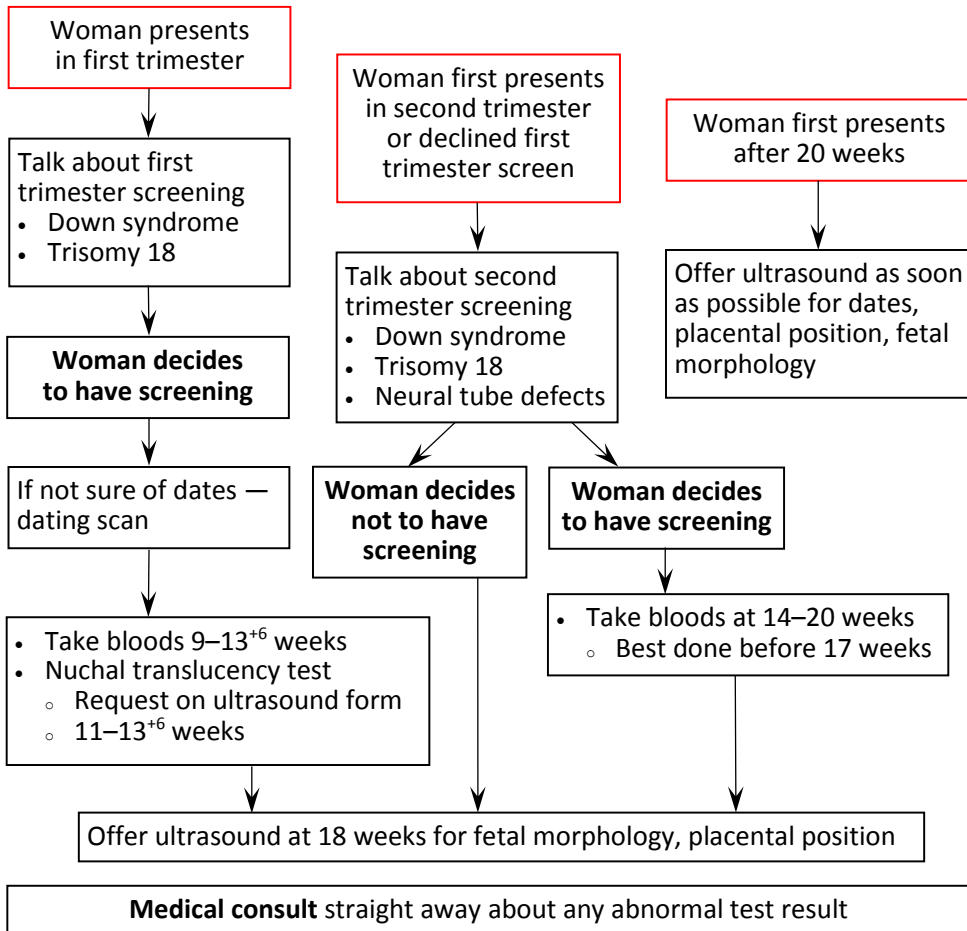 Woman presents
in first trimester
Talk about first
trimester screening
• Down syndrome
• Trisomy 18
Woman decides
to have screening
If not sure of dates —
dating scan
• Take bloods 9–13⁺⁶ weeks
• Nuchal translucency test
○ Request on ultrasound form
○ 11–13⁺⁶ weeks
Woman first presents
in second trimester
or declined first
trimester screen
Talk about second
trimester screening
• Down syndrome
• Trisomy 18
• Neural tube defects
Woman decides
not to have
screening
Woman decides
to have screening
• Take bloods at 14–20 weeks
○ Best done before 17 weeks
Woman first presents
after 20 weeks
Offer ultrasound as soon
as possible for dates,
placental position, fetal
morphology
Offer ultrasound at 18 weeks for fetal morphology, placental position
Medical consult straight away about any abnormal test result